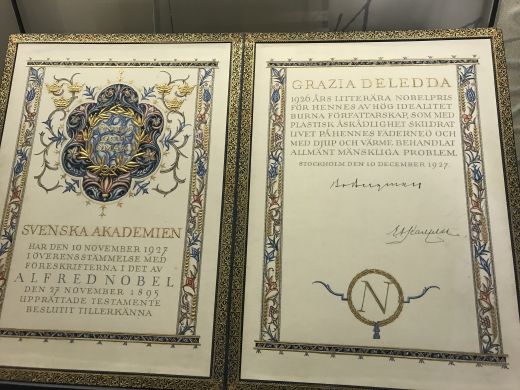 SVENSKA AKADEMIEN
HAR DEN 10 NOVEMBER 1927
I ÖVERENSSTÄMMELSE MED
FÖRESKRIFTERNA I DET AV
ALFRED NOBEL
DEN 27 NOVEMBER 1895
UPPRÄTTADE TESTAMENTE
BESLUTIT TILLERKÄNNA
GRAZIA DELEDDA
1926 ÅRS LITTERÄRA NOBELPRIS
FÖR HENNES AV HÖG IDEALITET
BURNA FÖRFATTARSKAP, SOM MED
PLASTISK ÅSKÅDLIGHET SKILDRAT
LIVET PÅ HENNES FÄDERNEÖ OCH
MED DJUP OCH VÄRME BEHANDLAT
ALLMÄNT MÄNSKLIGA PROBLEM.
STOCKHOLM DEN 10 DECEMBER 1927.
Bo Bergman
N